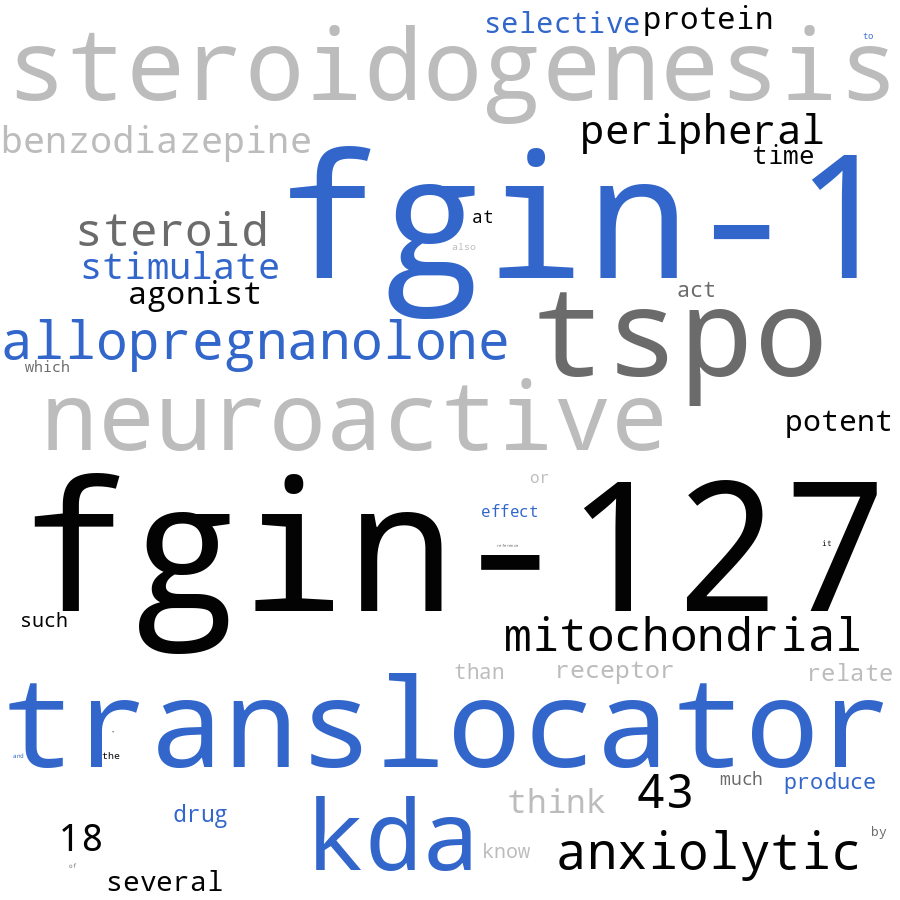 selective protein
to
steroidogenesis
benzodiazepine
peripheral
time
fgin-1
at
steroid
also
stimulate
agonist
act
tspo
allopregnanolone
which
neuroactive
potent
or
fgin-127
effect
reference
it
such
mitochondrial
than receptor relate
translocator
and
the
think
43
much produce
drug
kda
18
know
anxiolytic
by
of
several